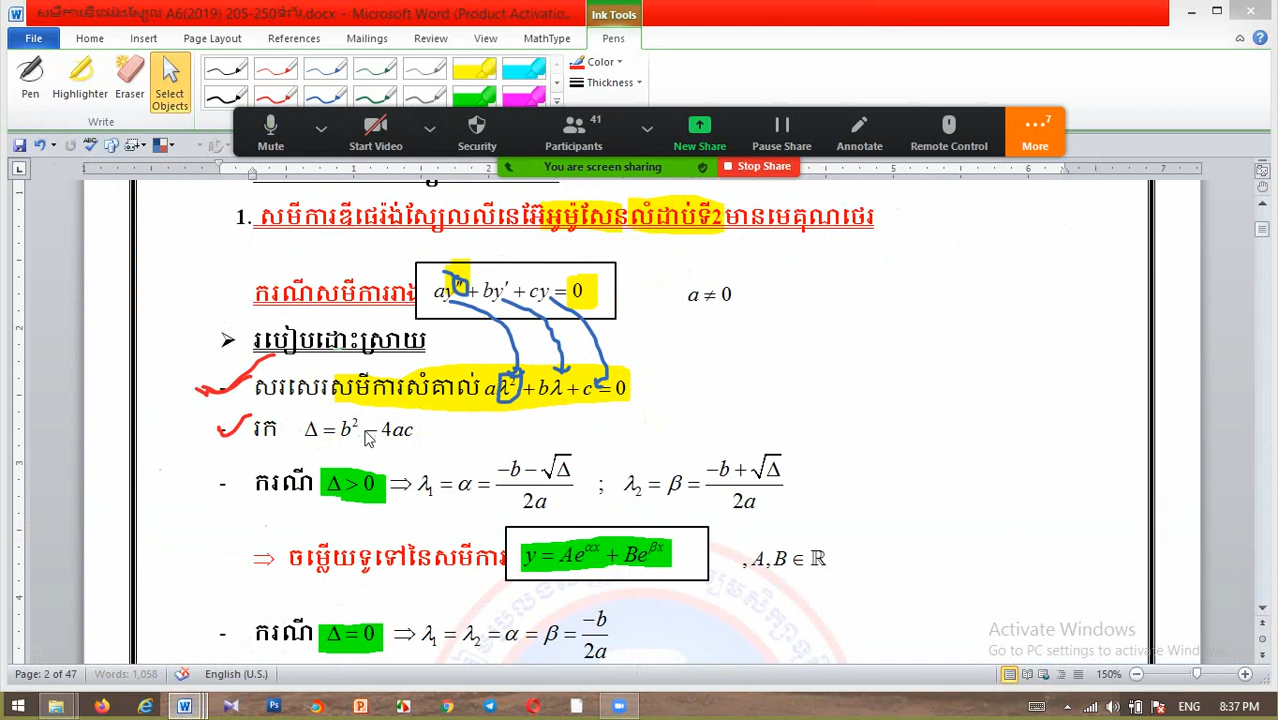 សមីការឌីផេរ៉ង់ស្យែល A6(2019) 205-250ទំព័រ.docx - Microsoft Word (Product Activatio...
Ink Tools
File Home Insert Page Layout References Mailings Review View MathType Pens
Pen Highlighter Eraser Select Objects
Color
Thickness
Write
Mute Start Video Security Participants 41 New Share Pause Share Annotate Remote Control More 7
You are screen sharing Stop Share
1 2 3 4 5 6 7
1. សមីការឌីផេរ៉ង់ស្យែលលីនេអ៊ែអូម៉ូសែនលំដាប់ទី2មានមេគុណថេរ
ករណីសមីការរាង ay″ + by′ + cy = 0 a ≠ 0
➢ របៀបដោះស្រាយ
- សរសេរសមីការសំគាល់ aλ² + bλ + c = 0
- រក Δ = b² − 4ac
- ករណី Δ > 0 ⇒ λ₁ = α = (−b − √Δ)/2a ; λ₂ = β = (−b + √Δ)/2a
⇒ ចម្លើយទូទៅនៃសមីការ y = Ae^{αx} + Be^{βx} , A, B ∈ ℝ
- ករណី Δ = 0 ⇒ λ₁ = λ₂ = α = β = −b/2a
Activate Windows
Go to PC settings to activate Windows.
Page: 2 of 47 Words: 1,058 English (U.S.) 150%
ENG 8:37 PM